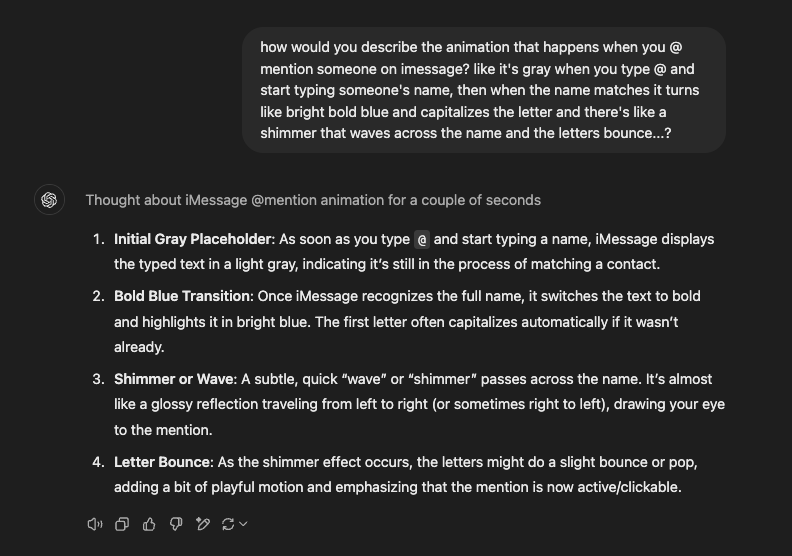 how would you describe the animation that happens when you @
mention someone on imessage? like it's gray when you type @ and
start typing someone's name, then when the name matches it turns
like bright bold blue and capitalizes the letter and there's like a
shimmer that waves across the name and the letters bounce...?
Thought about iMessage @mention animation for a couple of seconds
1. Initial Gray Placeholder: As soon as you type @ and start typing a name, iMessage displays
the typed text in a light gray, indicating it’s still in the process of matching a contact.
2. Bold Blue Transition: Once iMessage recognizes the full name, it switches the text to bold
and highlights it in bright blue. The first letter often capitalizes automatically if it wasn’t
already.
3. Shimmer or Wave: A subtle, quick “wave” or “shimmer” passes across the name. It’s almost
like a glossy reflection traveling from left to right (or sometimes right to left), drawing your eye
to the mention.
4. Letter Bounce: As the shimmer effect occurs, the letters might do a slight bounce or pop,
adding a bit of playful motion and emphasizing that the mention is now active/clickable.